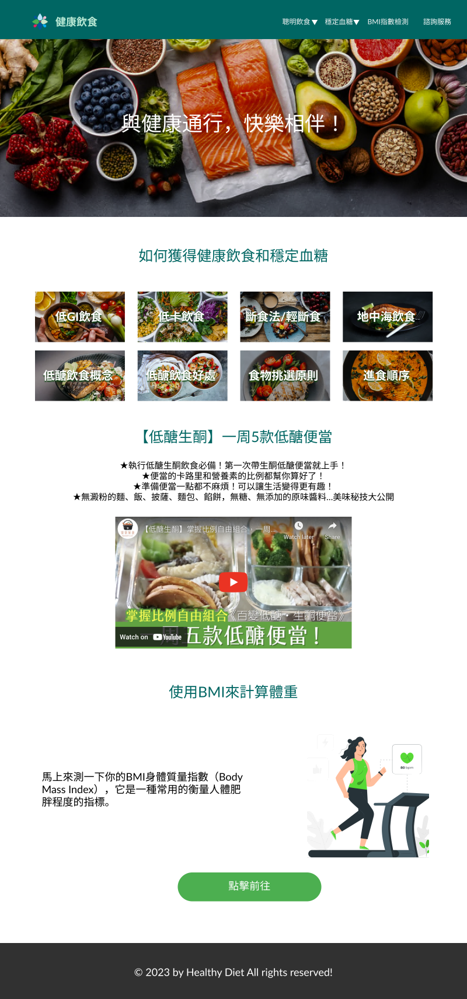 健康飲食
聰明飲食▼
穩定血糖▼
BMI指數檢測
諮詢服務
與健康通行，快樂相伴！
如何獲得健康飲食和穩定血糖
低GI飲食
低卡飲食
斷食法/輕斷食
地中海飲食
低醣飲食概念
低醣飲食好處
食物挑選原則
進食順序
【低醣生酮】一周5款低醣便當
★執行低醣生酮飲食必備！第一次帶生酮低醣便當就上手！
★便當的卡路里和營養素的比例都幫你算好了！
★準備便當一點都不麻煩！可以讓生活變得更有趣！
★無澱粉的麵、飯、披薩、麵包、餡餅，無糖、無添加的原味醬料...美味秘技大公開
【低醣生酮】掌握比例自由組合，一周...
Watch later
Share
掌握比例自由組合《百變低醣・生酮便當》
一周五款低醣便當！
Watch on YouTube
使用BMI來計算體重
馬上來測一下你的BMI身體質量指數（Body
Mass Index），它是一種常用的衡量人體肥
胖程度的指標。
80 bpm
點擊前往
© 2023 by Healthy Diet All rights reserved!